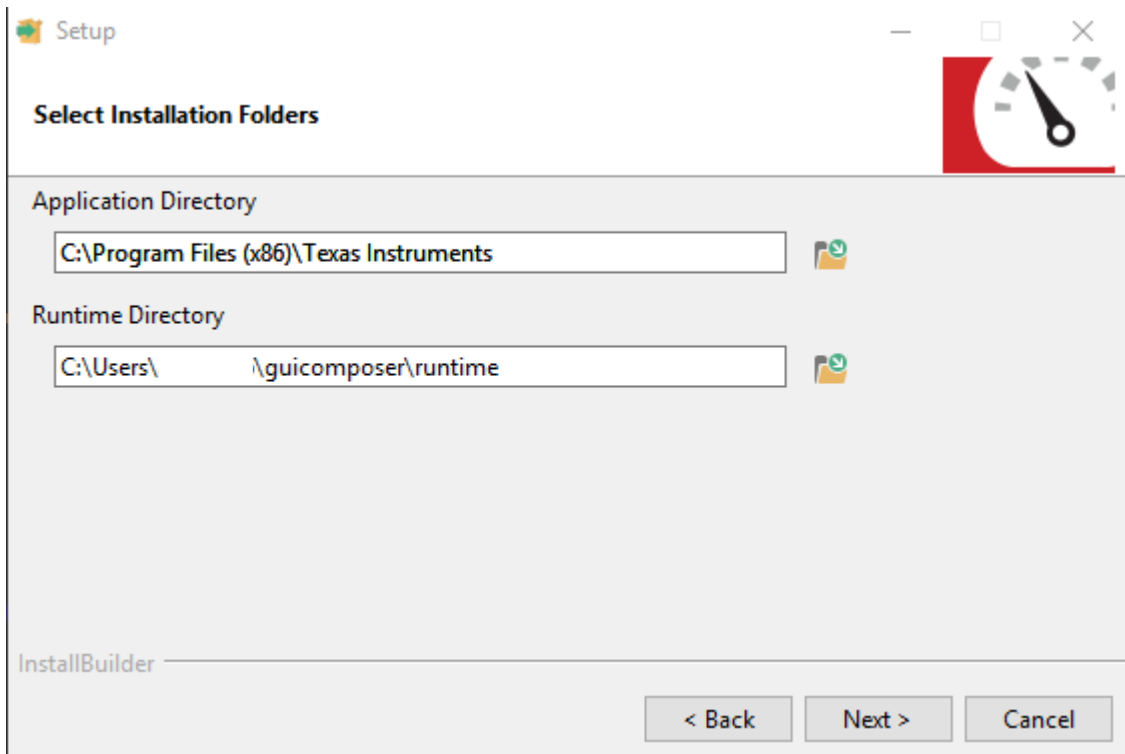 Setup
Select Installation Folders
Application Directory
C:\Program Files (x86)\Texas Instruments
Runtime Directory
C:\Users\ \guicomposer\runtime
InstallBuilder
< Back Next > Cancel